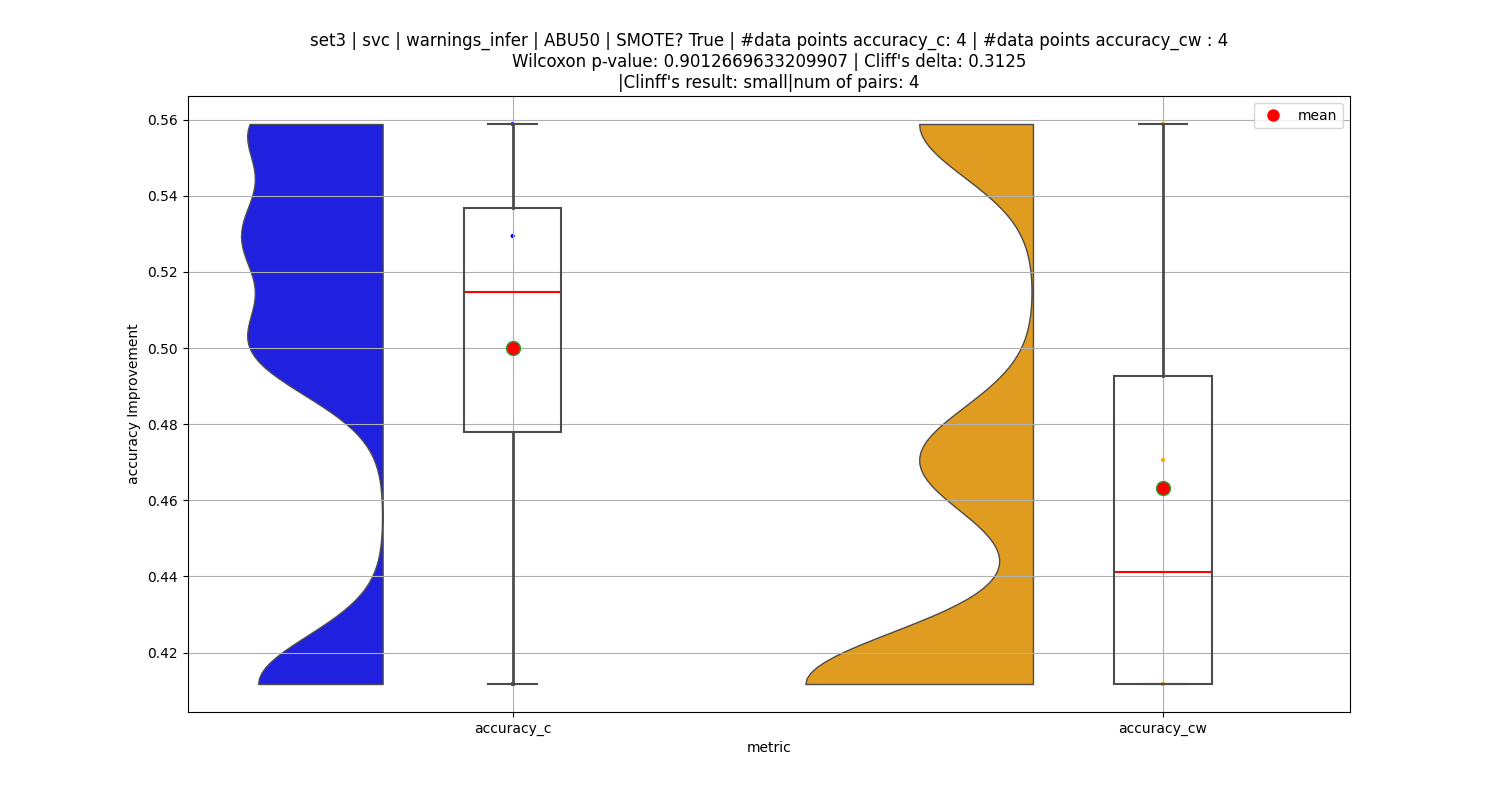 set3 | svc | warnings_infer | ABU50 | SMOTE? True | #data points accuracy_c: 4 | #data points accuracy_cw : 4
Wilcoxon p-value: 0.9012669633209907 | Cliff's delta: 0.3125
|Clinff's result: small|num of pairs: 4
mean
0.56
0.54
0.52
0.50
0.48
0.46
0.44
0.42
accuracy Improvement
accuracy_c
accuracy_cw
metric